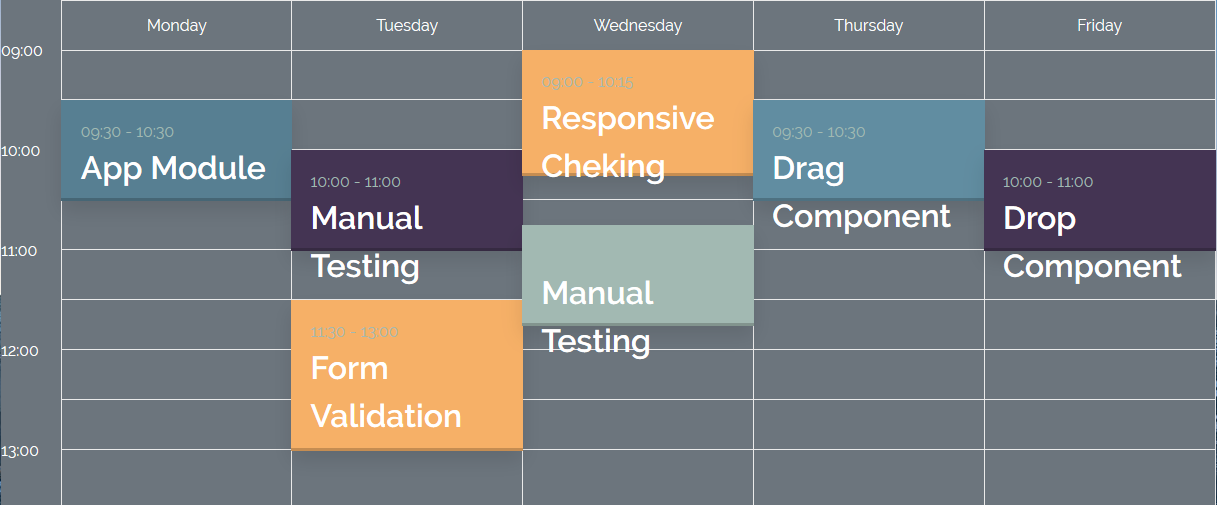 Monday
Tuesday
Wednesday
Thursday
Friday
09:00
10:00
11:00
12:00
13:00
09:30 - 10:30
App Module
10:00 - 11:00
Manual
Testing
11:30 - 13:00
Form
Validation
09:00 - 10:15
Responsive
Cheking
Manual
Testing
09:30 - 10:30
Drag
Component
10:00 - 11:00
Drop
Component